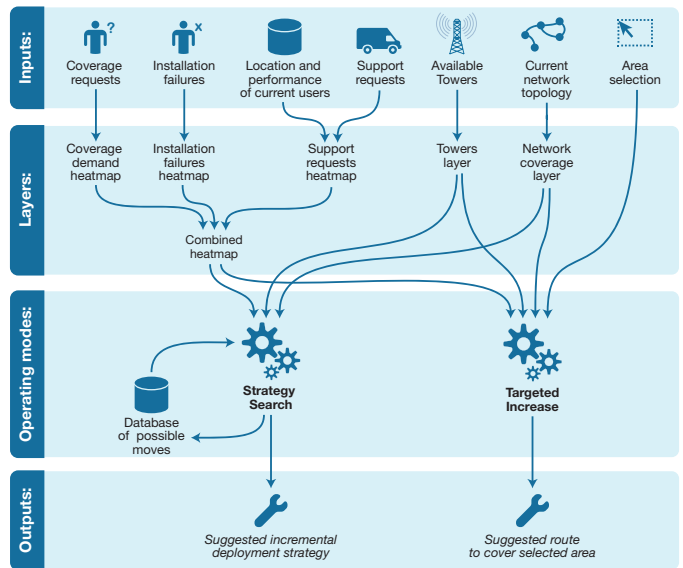 Inputs:
?
x
Coverage
requests
Installation
failures
Location and
performance
of current users
Support
requests
Available
Towers
Current
network
topology
Area
selection
Layers:
Coverage
demand
heatmap
Installation
failures
heatmap
Support
requests
heatmap
Towers
layer
Network
coverage
layer
Combined
heatmap
Operating modes:
Strategy
Search
Targeted
Increase
Database
of possible
moves
Outputs:
Suggested incremental
deployment strategy
Suggested route
to cover selected area